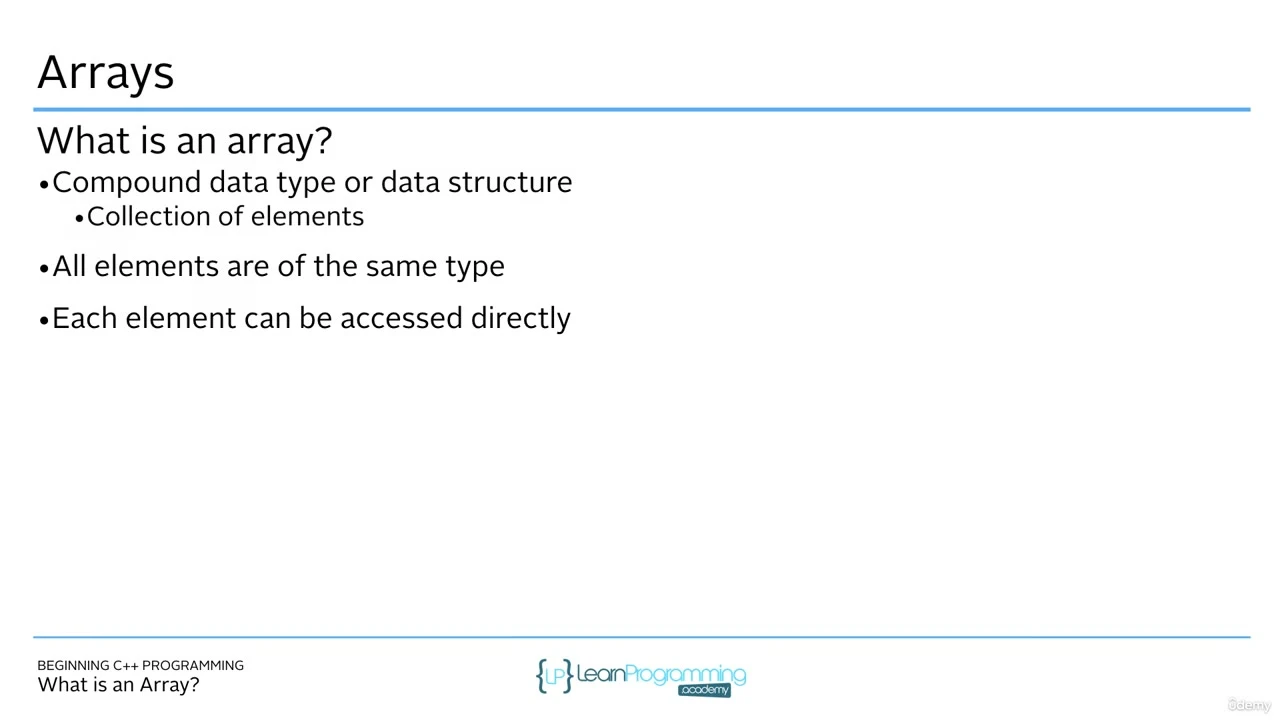 Arrays
What is an array?
•Compound data type or data structure
•Collection of elements
•All elements are of the same type
•Each element can be accessed directly
BEGINNING C++ PROGRAMMING
What is an Array?
{LP}LearnProgramming
.academy
ûdemy